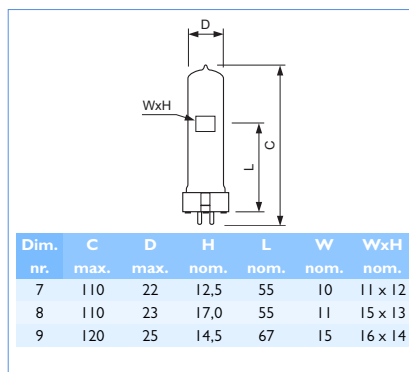 D
WxH
C
L
Dim. C D H L W WxH
nr. max. max. nom. nom. nom. nom.
7 110 22 12,5 55 10 11 x 12
8 110 23 17,0 55 11 15 x 13
9 120 25 14,5 67 15 16 x 14